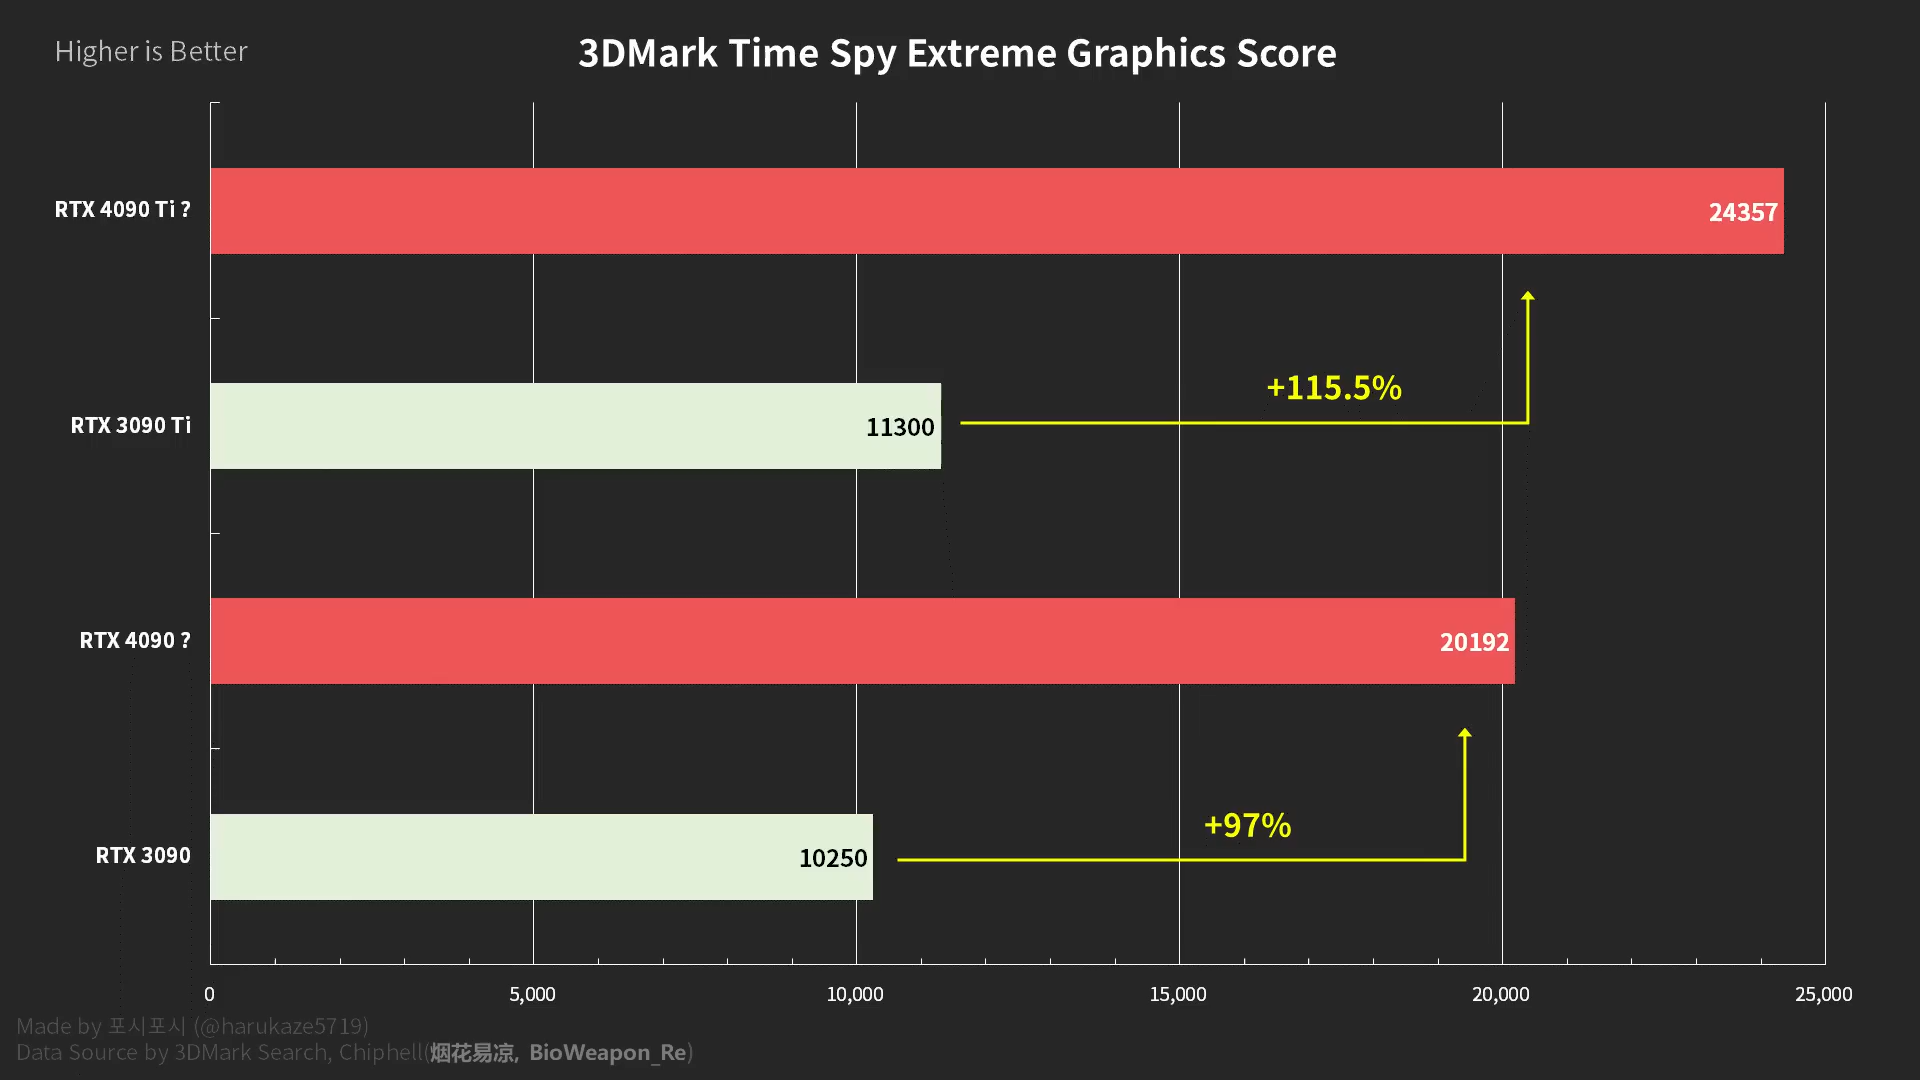 Higher is Better
3DMark Time Spy Extreme Graphics Score
RTX 4090 Ti ?
24357
+115.5%
RTX 3090 Ti
11300
RTX 4090 ?
20192
+97%
RTX 3090
10250
0
5,000
10,000
15,000
20,000
25,000
Made by 포시포시 (@harukaze5719)
Data Source by 3DMark Search, Chiphell(烟花易凉, BioWeapon_Re)